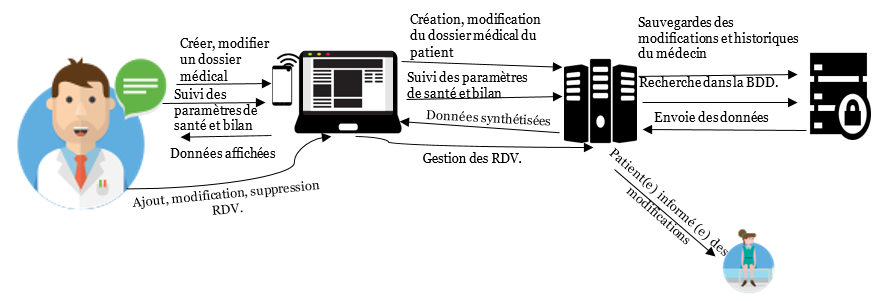 Créer, modifier
un dossier
médical
Suivi des
paramètres de
santé et bilan
Données affichées
Ajout, modification, suppression
RDV.
Création, modification
du dossier médical du
patient
Suivi des paramètres
de santé et bilan
Données synthétisées
Gestion des RDV.
Sauvegardes des
modifications et historiques
du médecin
Recherche dans la BDD.
Envoie des données
Patient(e) informé (e) des
modifications